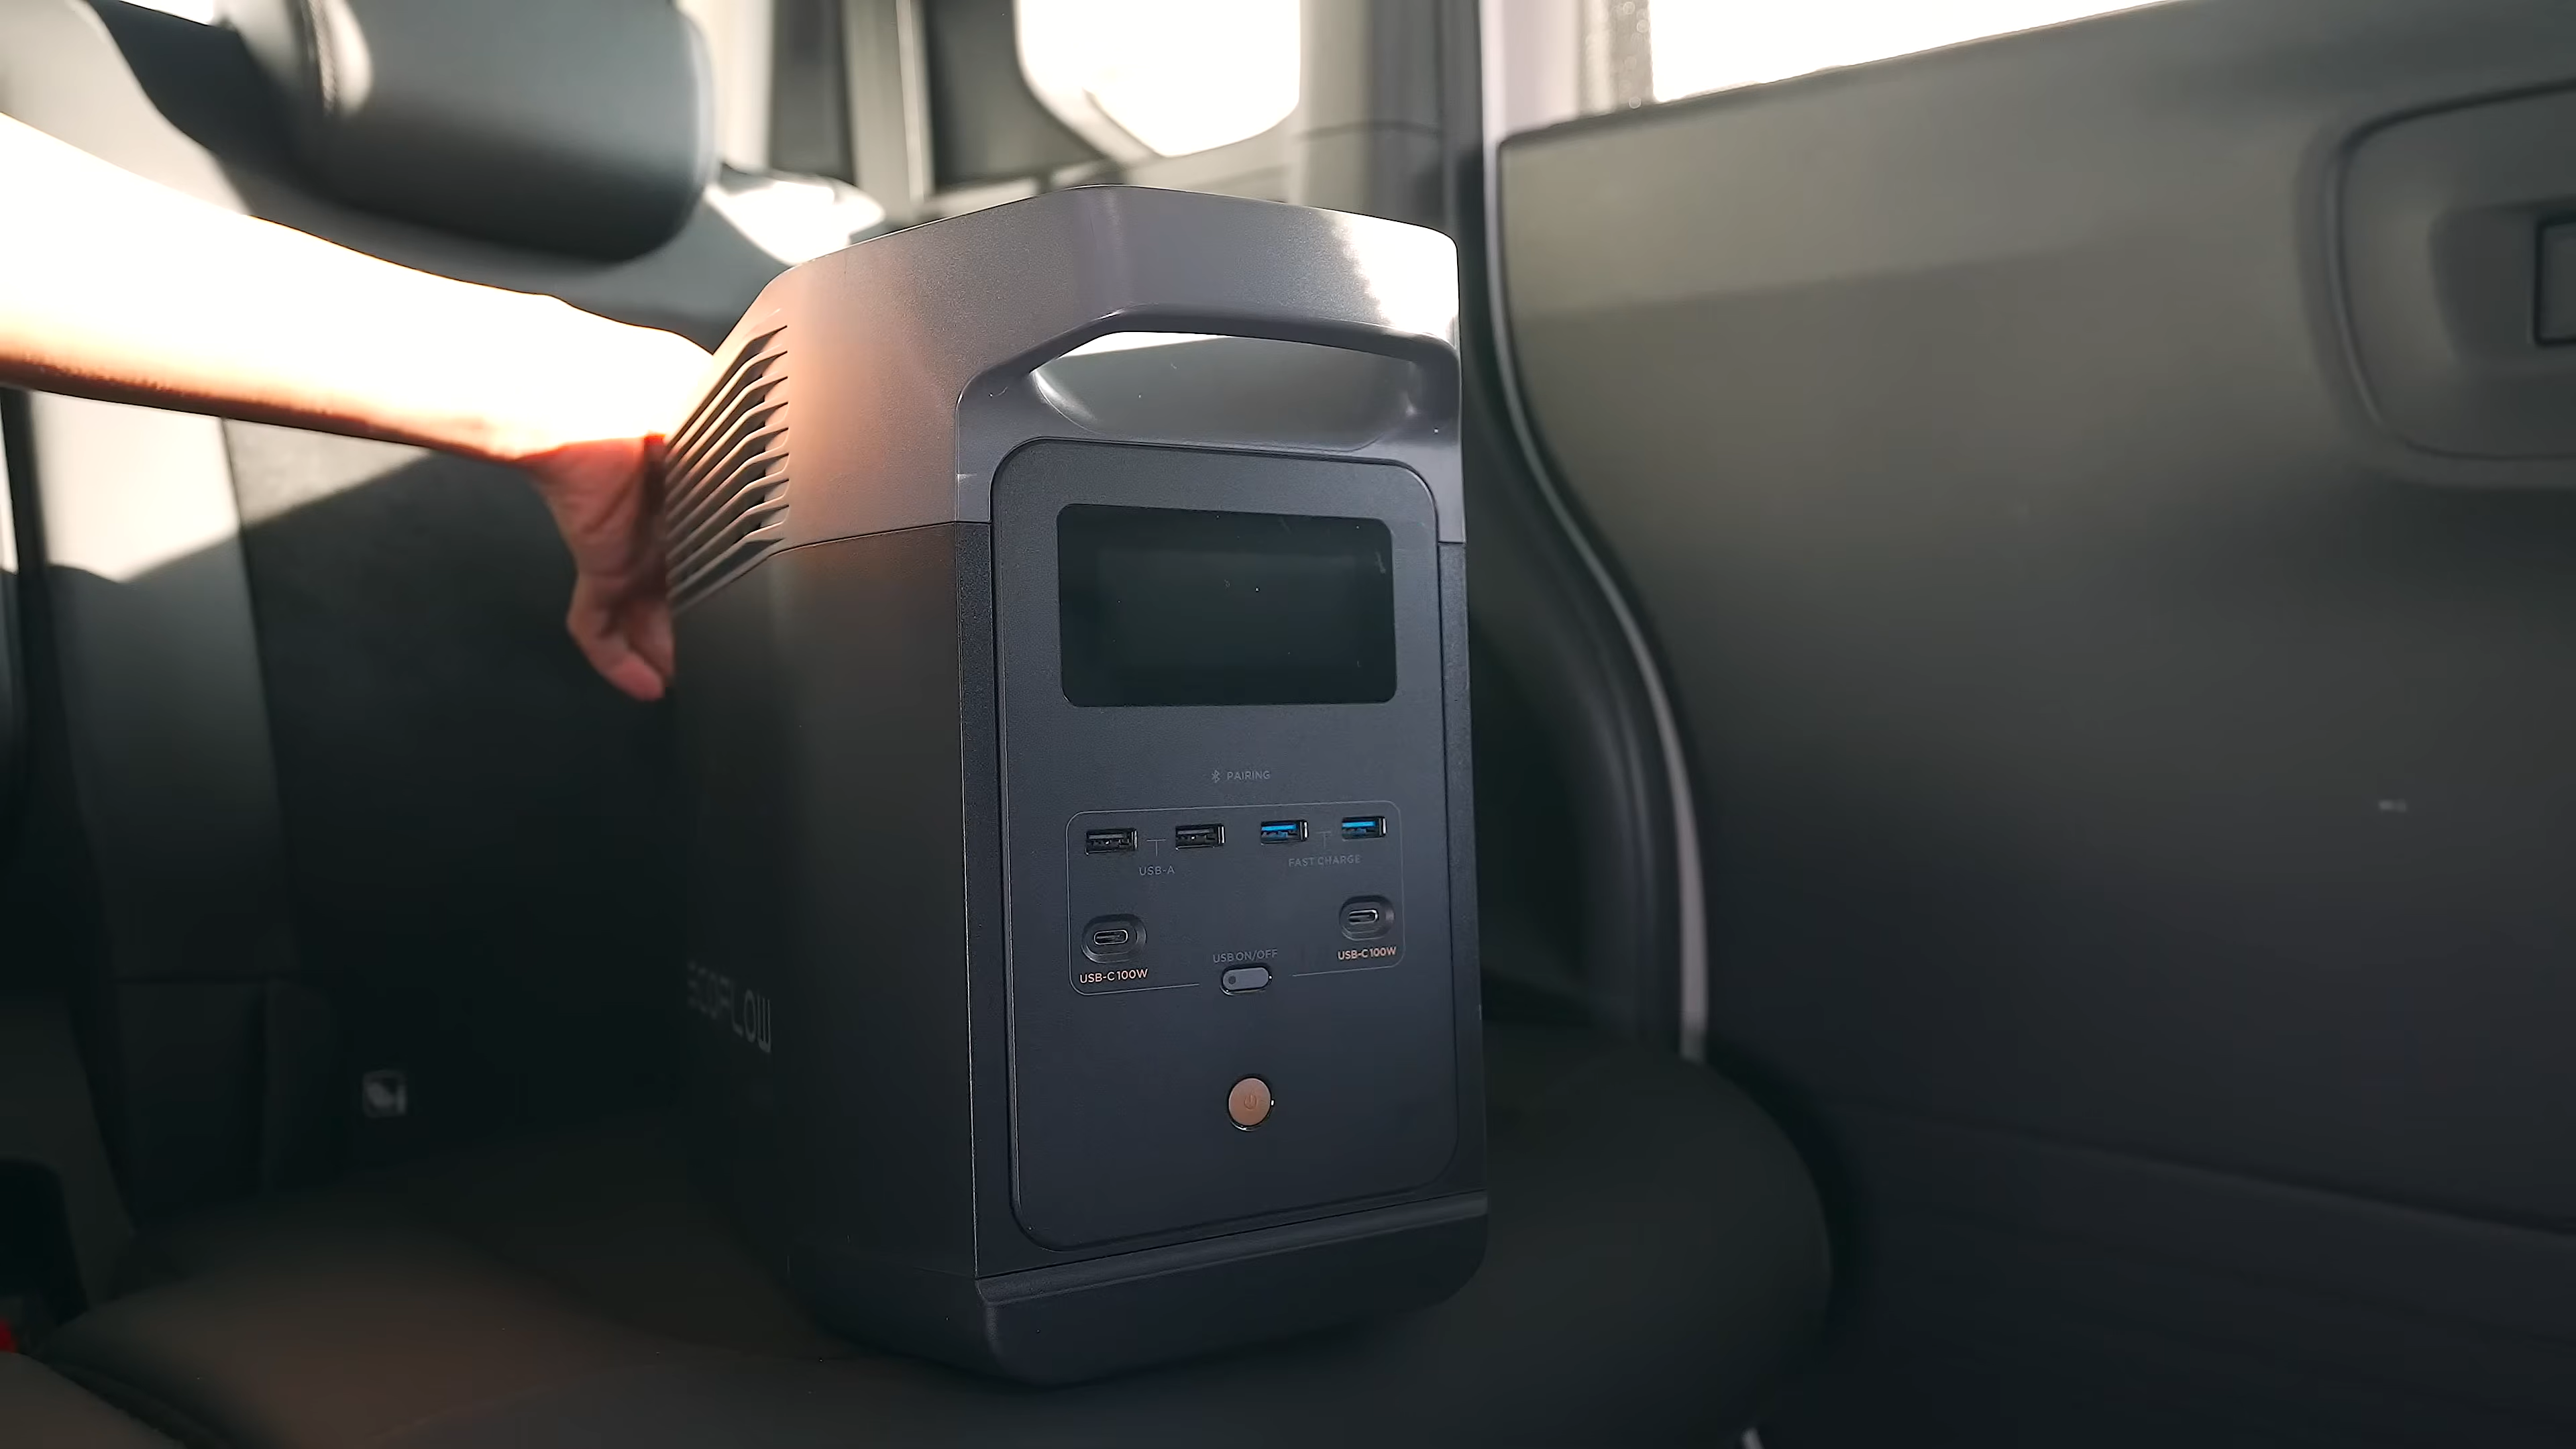 PAIRING
USB-A
FAST CHARGE
USB-C 100W
USB ON/OFF
USB-C 100W
ECOFLOW